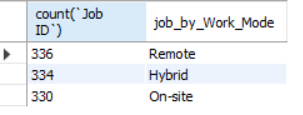 count(`Job ID`) job_by_Work_Mode
336 Remote
334 Hybrid
330 On-site